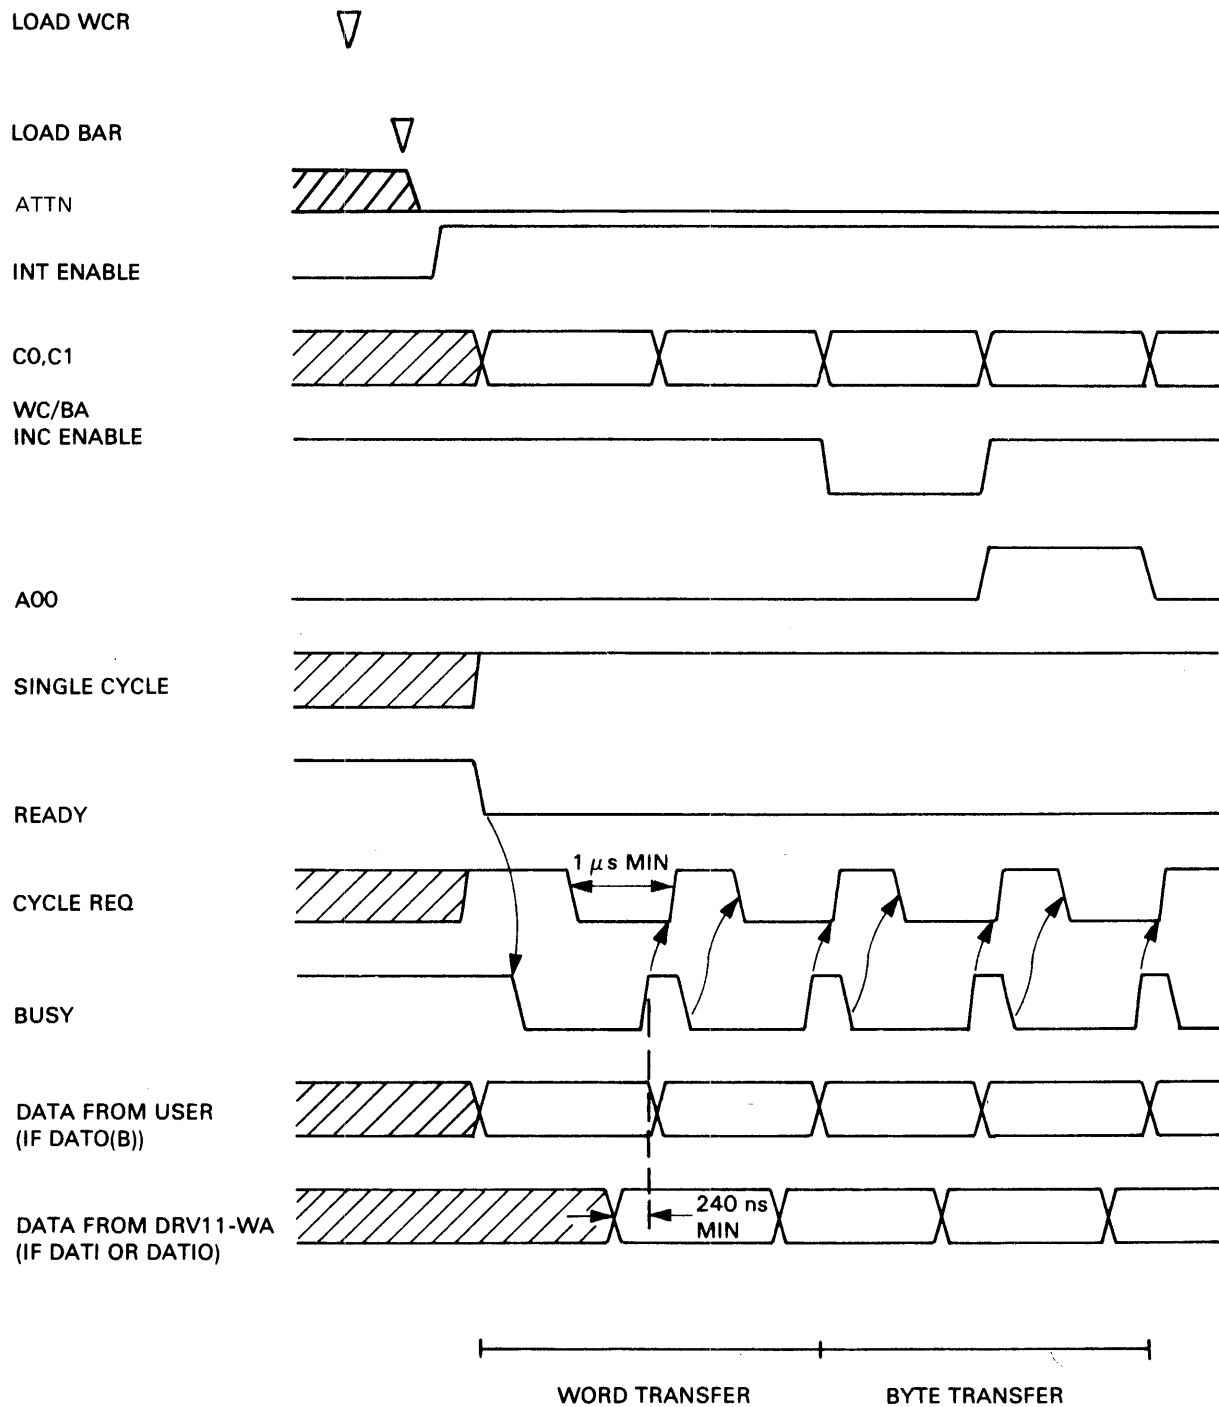 LOAD WCR
LOAD BAR
ATTN
INT ENABLE
C0,C1
WC/BA
INC ENABLE
A00
SINGLE CYCLE
READY
1 μs MIN
CYCLE REQ
BUSY
DATA FROM USER
(IF DATO(B))
240 ns
MIN
DATA FROM DRV11-WA
(IF DATI OR DATIO)
WORD TRANSFER
BYTE TRANSFER